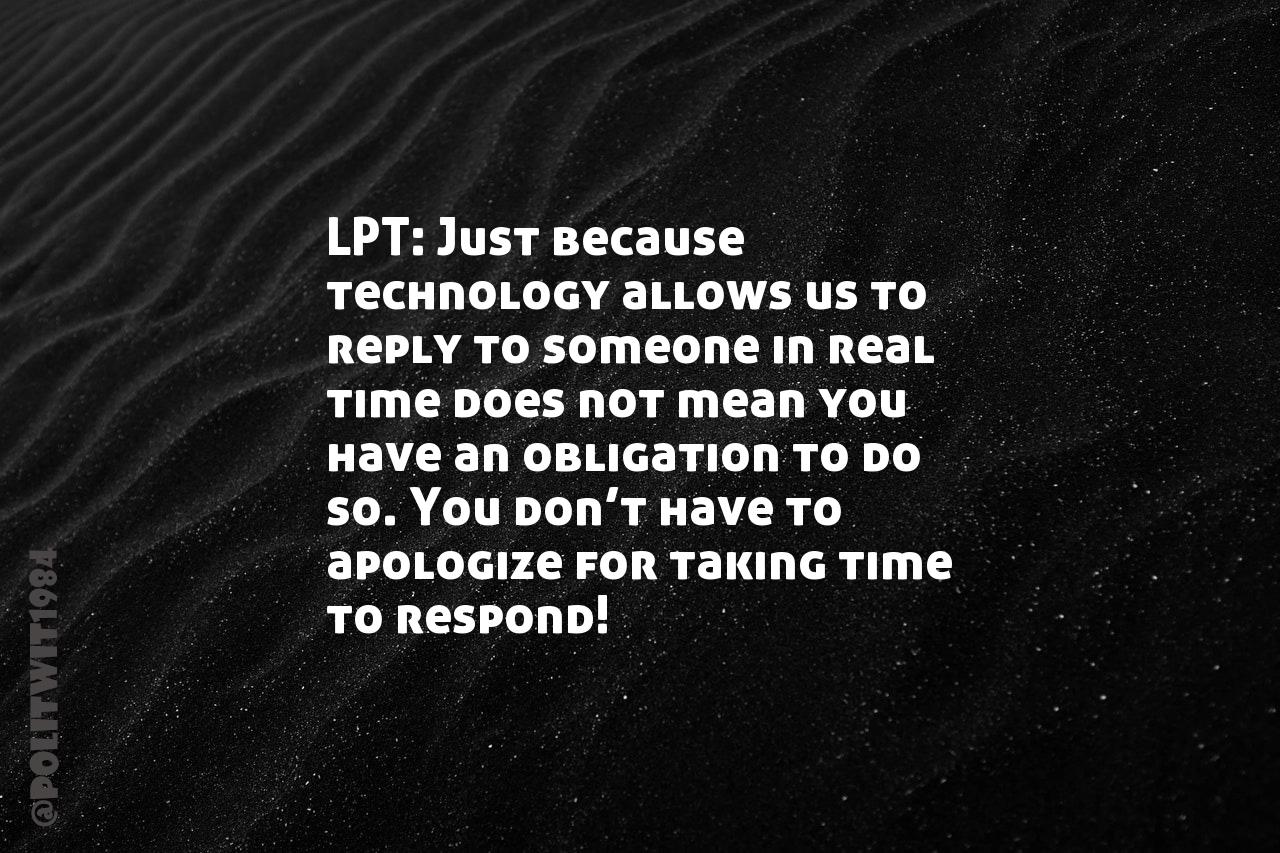 LPT: Just because
technology allows us to
reply to someone in real
time does not mean you
have an obligation to do
so. You don't have to
apologize for taking time
to respond!
@politwit1984